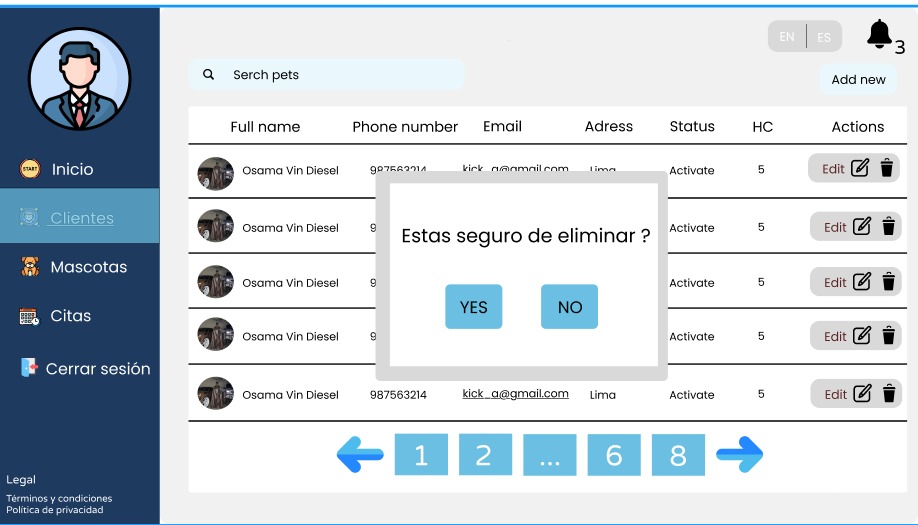 EN ES
3
Serch pets
Add new
Full name Phone number Email Adress Status HC Actions
START
Inicio
Clientes
Mascotas
Citas
Cerrar sesión
Legal
Términos y condiciones
Política de privacidad
Osama Vin Diesel 987563214 kick_a@gmail.com Lima Activate 5 Edit
Osama Vin Diesel 9 Activate 5 Edit
Estas seguro de eliminar ?
Osama Vin Diesel 9 Activate 5 Edit
YES NO
Osama Vin Diesel 9 Activate 5 Edit
Osama Vin Diesel 987563214 kick_a@gmail.com Lima Activate 5 Edit
1 2 ... 6 8